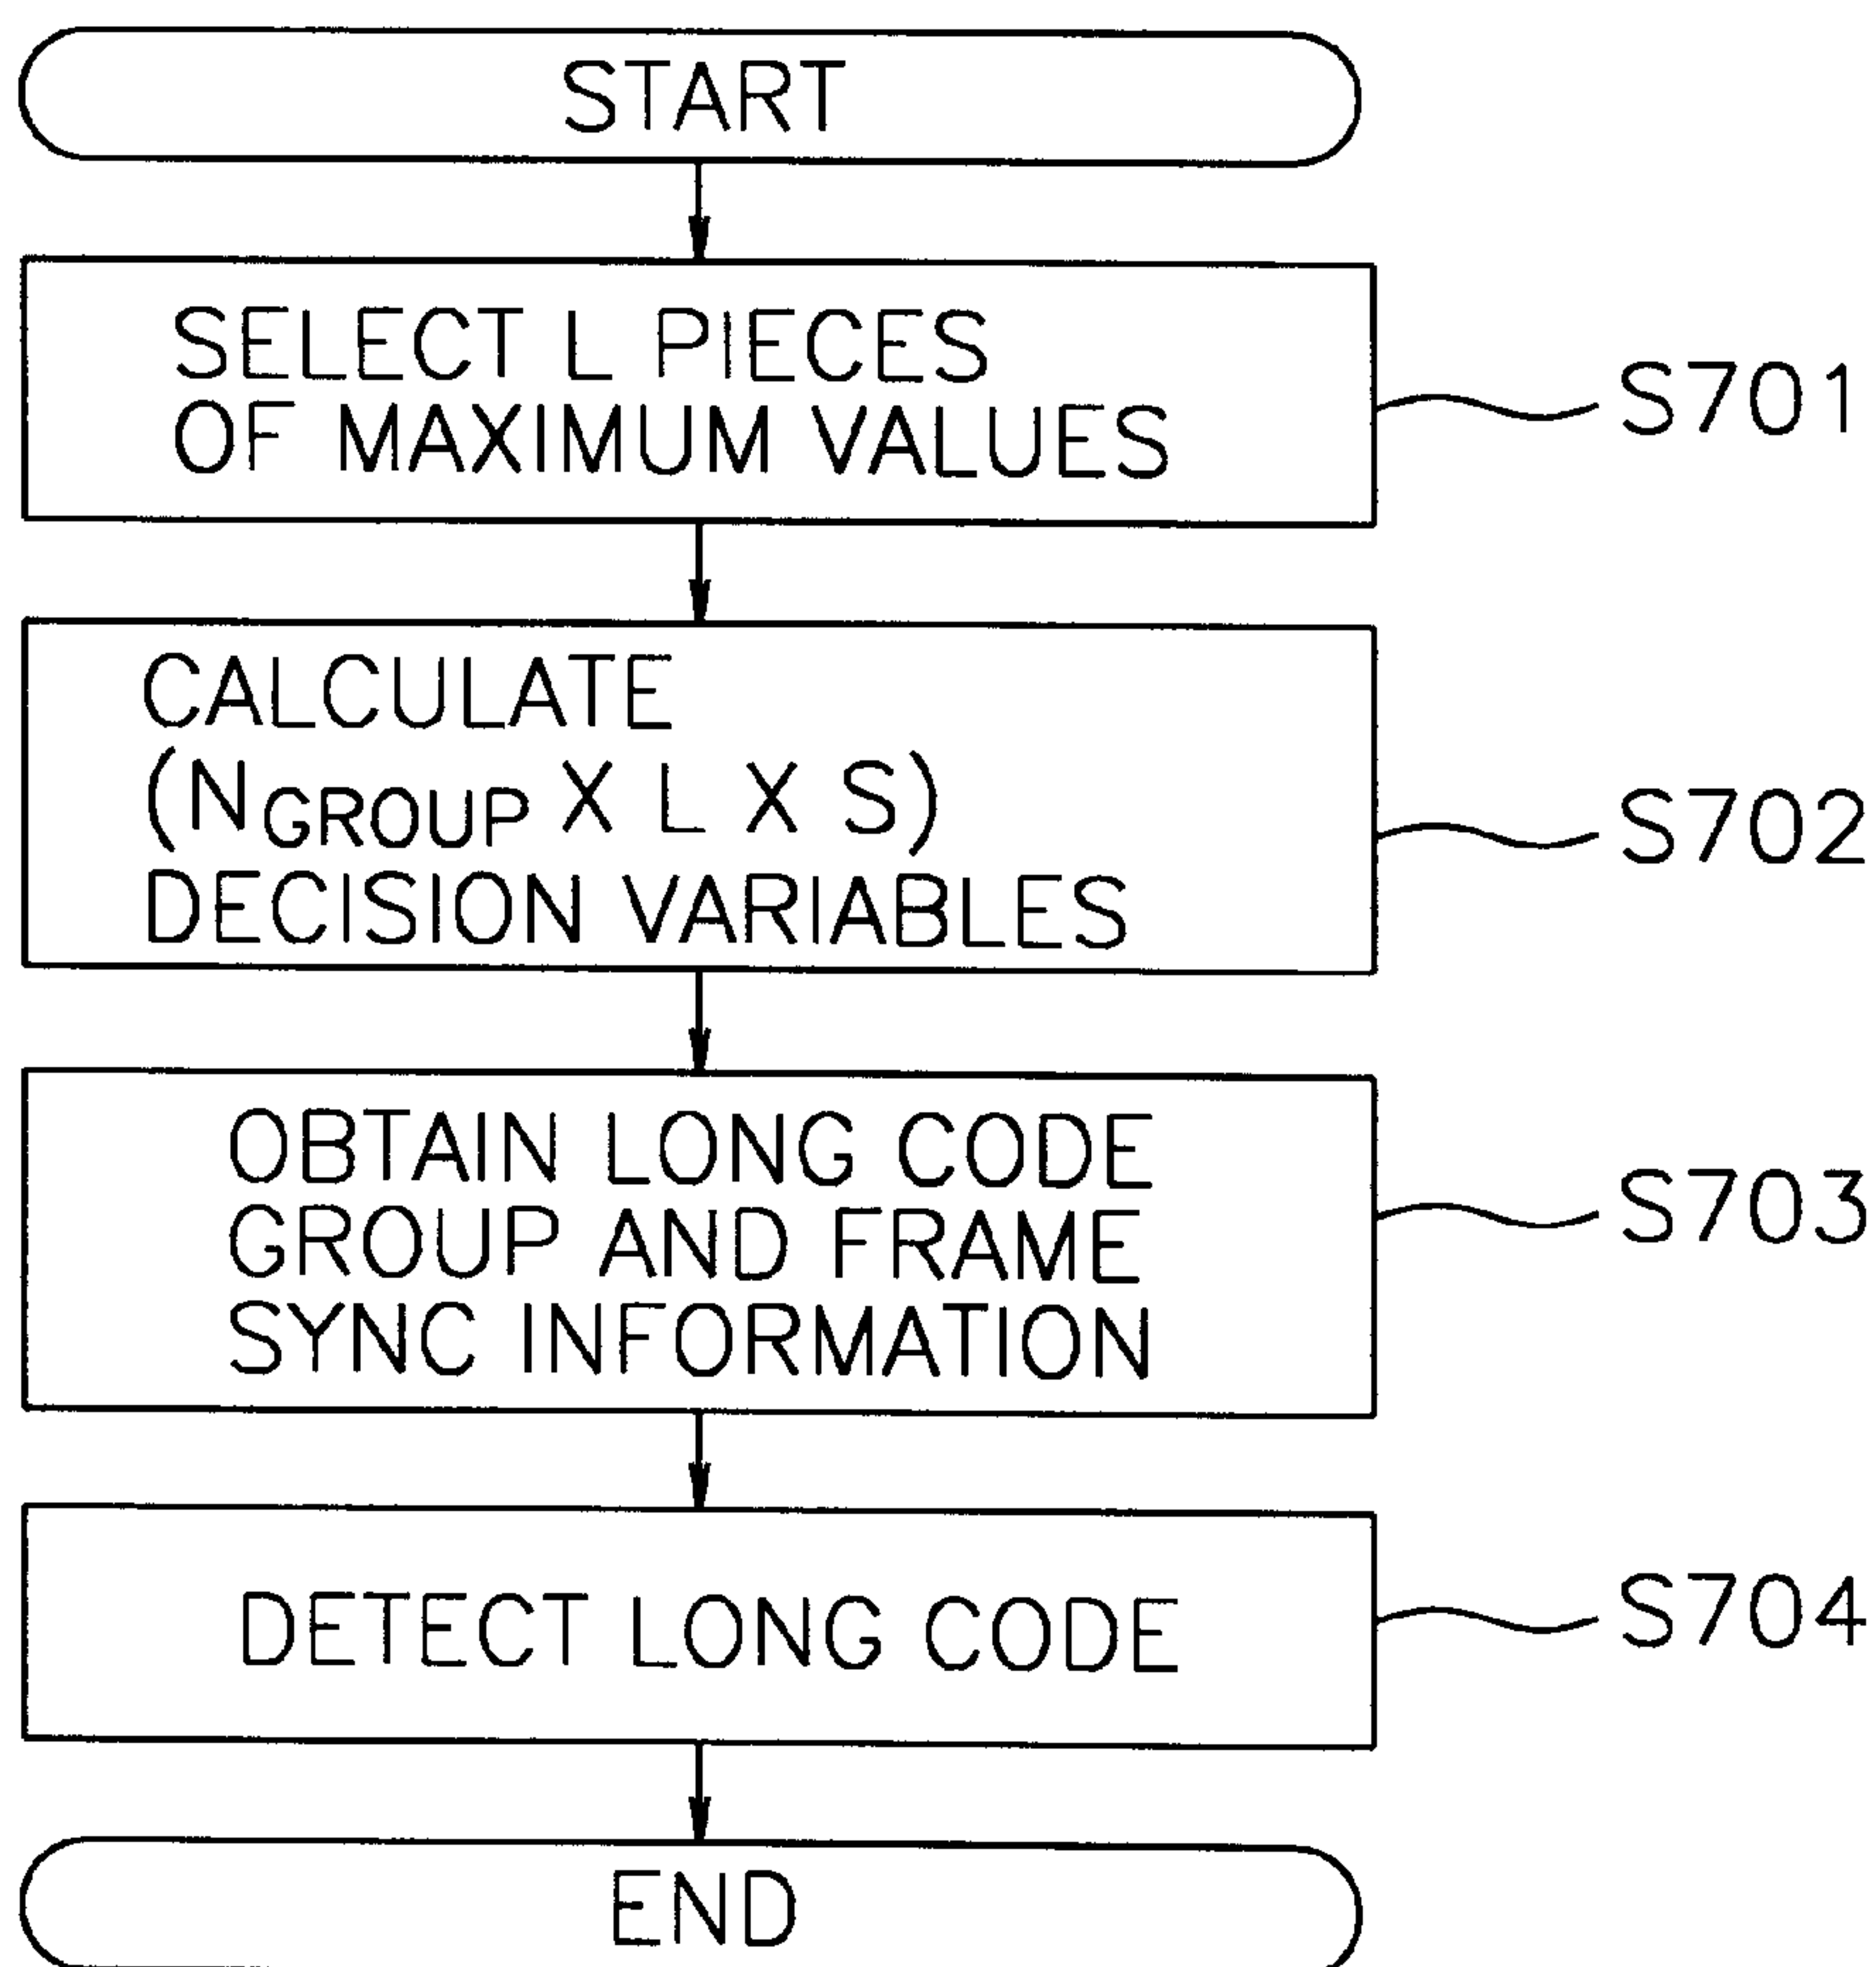 START
SELECT L PIECES
OF MAXIMUM VALUES
S701
CALCULATE
(NGROUP X L X S)
DECISION VARIABLES
S702
OBTAIN LONG CODE
GROUP AND FRAME
SYNC INFORMATION
S703
DETECT LONG CODE
S704
END